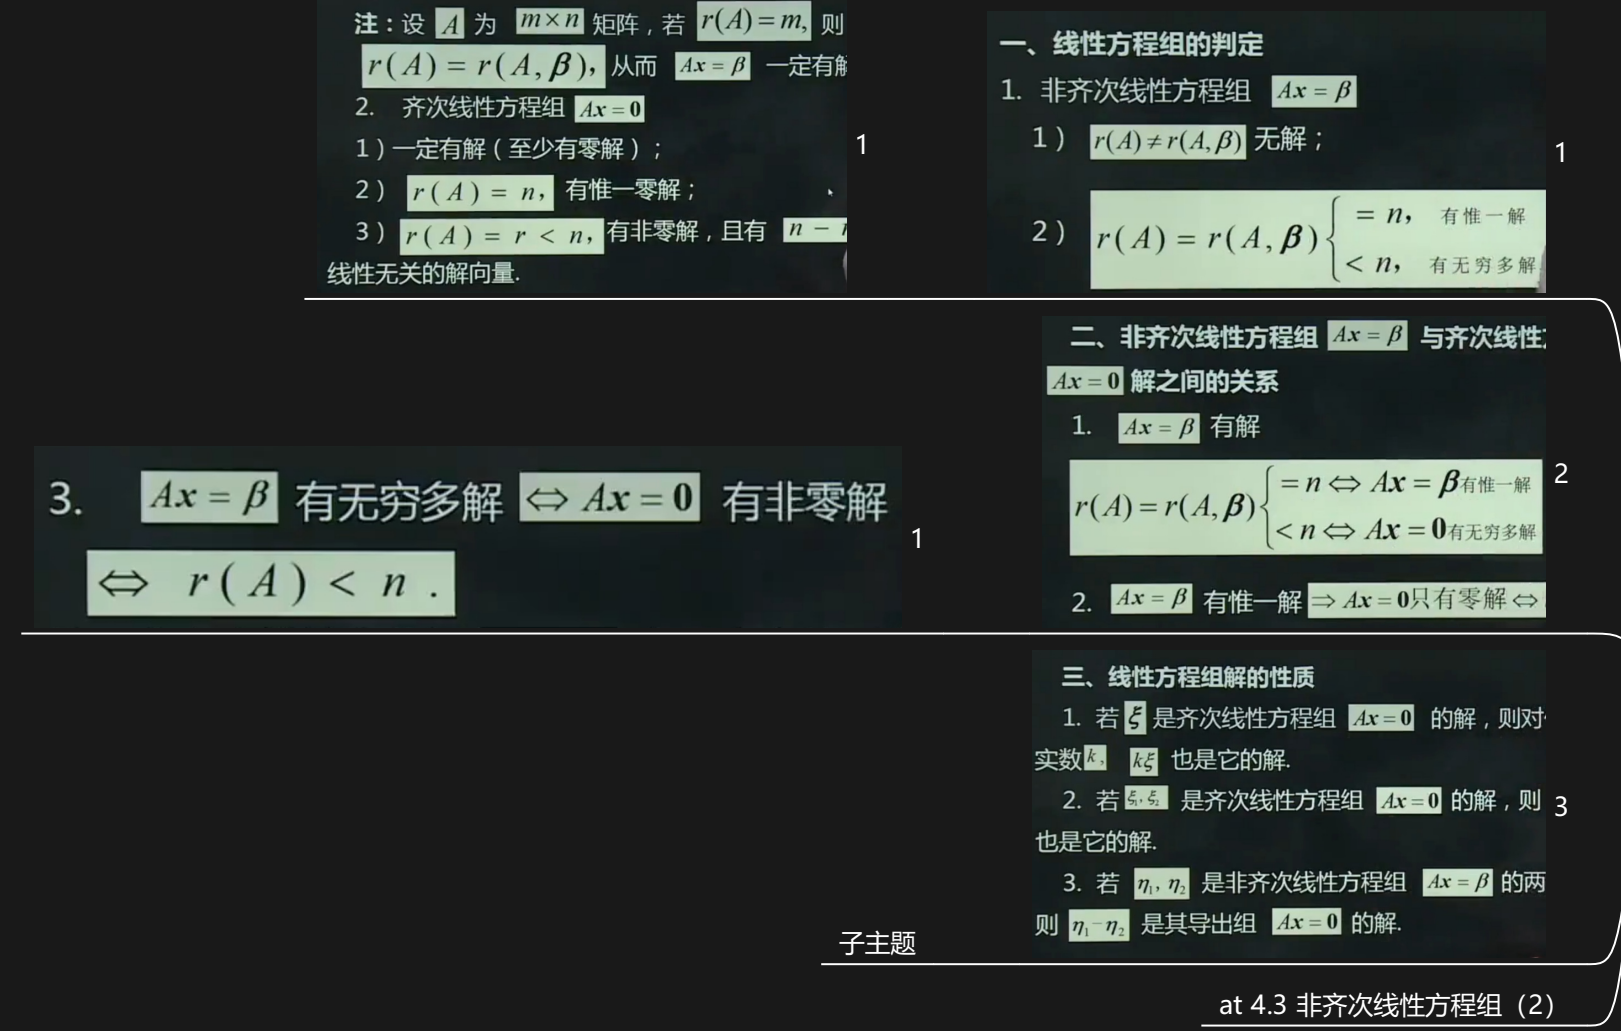 注：设 A 为 m×n 矩阵，若 r(A)=m, 则
r(A) = r(A, β), 从而 Ax=β 一定有解
2. 齐次线性方程组 Ax=0
1）一定有解（至少有零解）；
2） r(A) = n, 有惟一零解；
3） r(A) = r < n, 有非零解，且有 n −
线性无关的解向量.
1
一、线性方程组的判定
1. 非齐次线性方程组 Ax = β
1） r(A)≠r(A,β) 无解；
2） r(A) = r(A, β) { = n, 有惟一解
< n, 有无穷多解
1
二、非齐次线性方程组 Ax = β 与齐次线性
Ax = 0 解之间的关系
1. Ax = β 有解
r(A) = r(A, β) { = n ⇔ Ax = β有惟一解
< n ⇔ Ax = 0有无穷多解
2. Ax = β 有惟一解 ⇒ Ax = 0只有零解 ⇔
2
3. Ax = β 有无穷多解 ⇔ Ax = 0 有非零解
⇔ r(A) < n .
1
三、线性方程组解的性质
1. 若 ξ 是齐次线性方程组 Ax=0 的解，则对
实数 k, kξ 也是它的解.
2. 若 ξ₁, ξ₂ 是齐次线性方程组 Ax=0 的解，则
也是它的解.
3. 若 η₁, η₂ 是非齐次线性方程组 Ax = β 的两
则 η₁−η₂ 是其导出组 Ax=0 的解.
3
子主题
at 4.3 非齐次线性方程组（2）